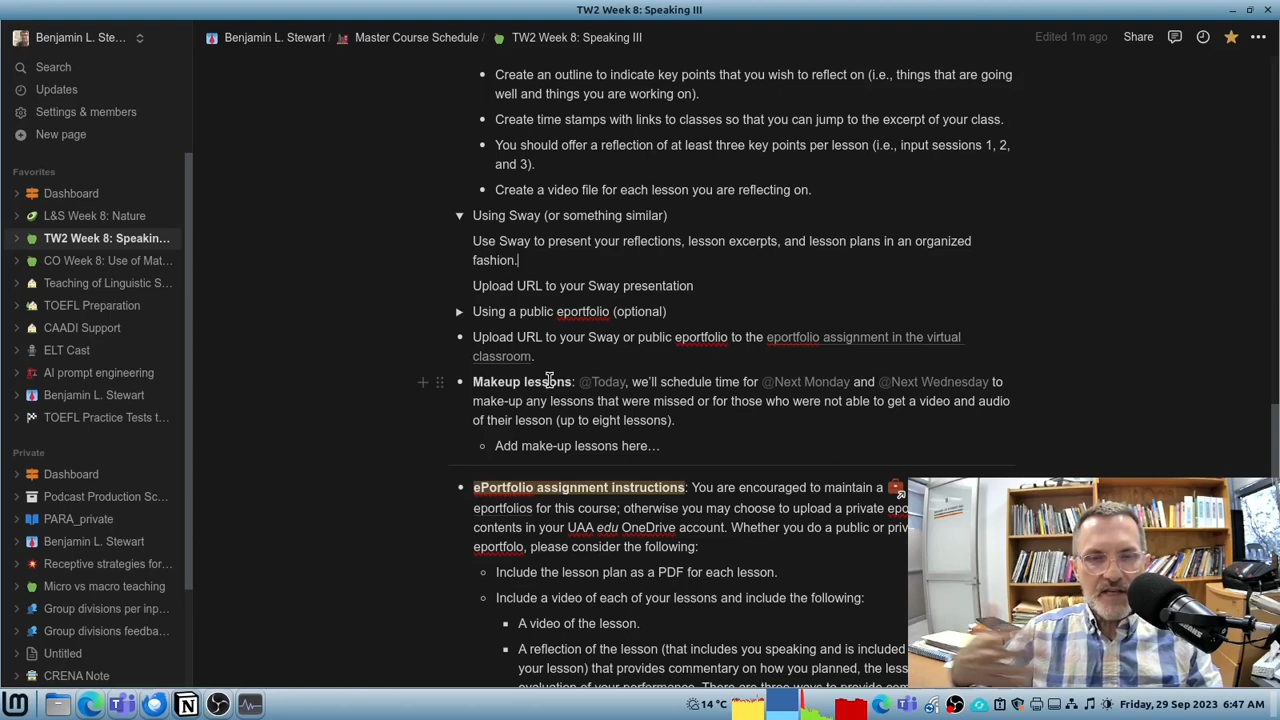 TW2 Week 8: Speaking III
Benjamin L. Ste...
Benjamin L. Stewart / Master Course Schedule / TW2 Week 8: Speaking III
Edited 1m ago Share
Search
Updates
Settings & members
New page
Favorites
Dashboard
L&S Week 8: Nature
TW2 Week 8: Speakin...
CO Week 8: Use of Mat...
Teaching of Linguistic S...
TOEFL Preparation
CAADI Support
ELT Cast
AI prompt engineering
Benjamin L. Stewart
TOEFL Practice Tests t...
Private
Dashboard
Podcast Production Sc...
PARA_private
Benjamin L. Stewart
Receptive strategies for...
Micro vs macro teaching
Group divisions per inp...
Group divisions feedba...
Untitled
CRENA Note
Create an outline to indicate key points that you wish to reflect on (i.e., things that are going
well and things you are working on).
Create time stamps with links to classes so that you can jump to the excerpt of your class.
You should offer a reflection of at least three key points per lesson (i.e., input sessions 1, 2,
and 3).
Create a video file for each lesson you are reflecting on.
Using Sway (or something similar)
Use Sway to present your reflections, lesson excerpts, and lesson plans in an organized
fashion.
Upload URL to your Sway presentation
Using a public eportfolio (optional)
Upload URL to your Sway or public eportfolio to the eportfolio assignment in the virtual
classroom.
Makeup lessons: @Today, we'll schedule time for @Next Monday and @Next Wednesday to
make-up any lessons that were missed or for those who were not able to get a video and audio
of their lesson (up to eight lessons).
Add make-up lessons here…
ePortfolio assignment instructions: You are encouraged to maintain a
eportfolios for this course; otherwise you may choose to upload a private epo
contents in your UAA edu OneDrive account. Whether you do a public or priv
eportfolo, please consider the following:
Include the lesson plan as a PDF for each lesson.
Include a video of each of your lessons and include the following:
A video of the lesson.
A reflection of the lesson (that includes you speaking and is included
your lesson) that provides commentary on how you planned, the less
14 °C
Friday, 29 Sep 2023 6:47 AM